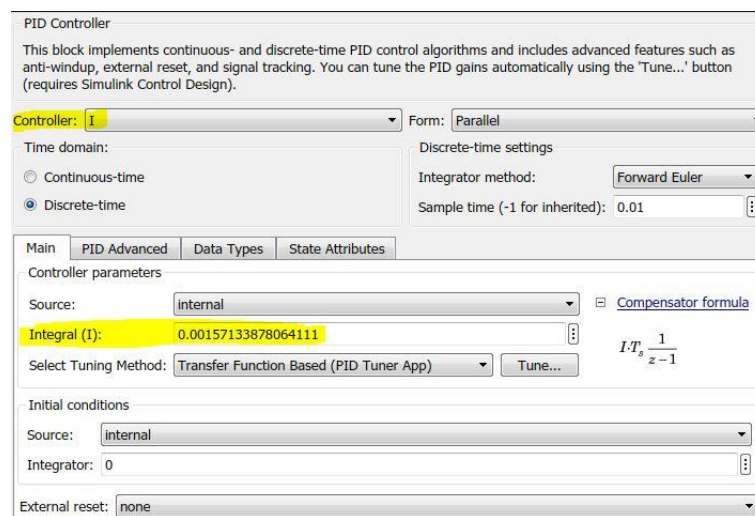 PID Controller
This block implements continuous- and discrete-time PID control algorithms and includes advanced features such as
anti-windup, external reset, and signal tracking. You can tune the PID gains automatically using the 'Tune...' button
(requires Simulink Control Design).
Controller: I Form: Parallel
Time domain: Discrete-time settings
Continuous-time Integrator method: Forward Euler
Discrete-time Sample time (-1 for inherited): 0.01
Main PID Advanced Data Types State Attributes
Controller parameters
Source: internal Compensator formula
Integral (I): 0.00157133878064111
I·Tₛ 1/(z−1)
Select Tuning Method: Transfer Function Based (PID Tuner App) Tune...
Initial conditions
Source: internal
Integrator: 0
External reset: none